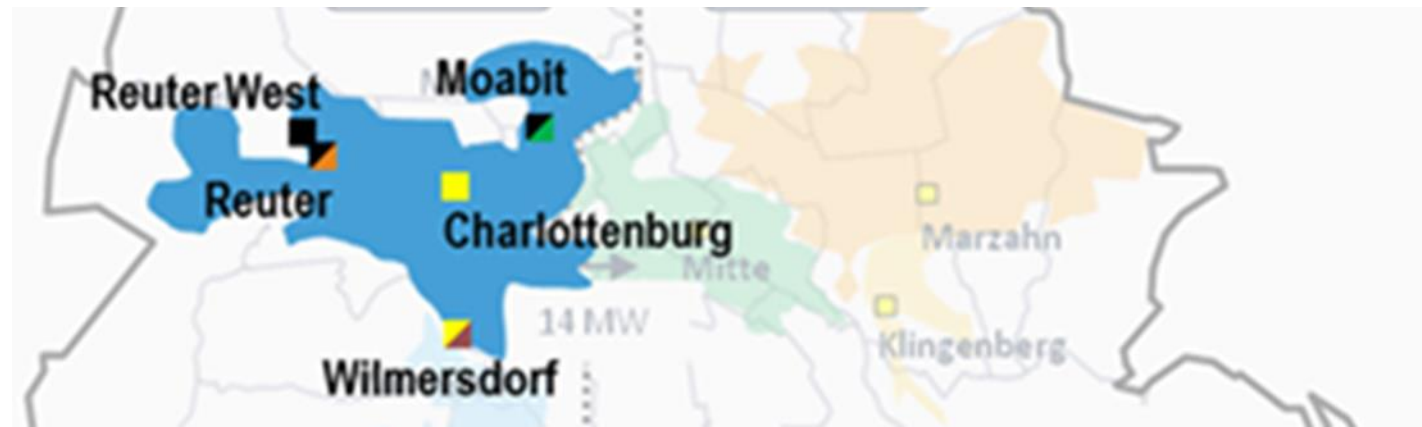 Moabit
Reuter West
Reuter
Charlottenburg
Marzahn
Mitte
14 MW
Klingenberg
Wilmersdorf